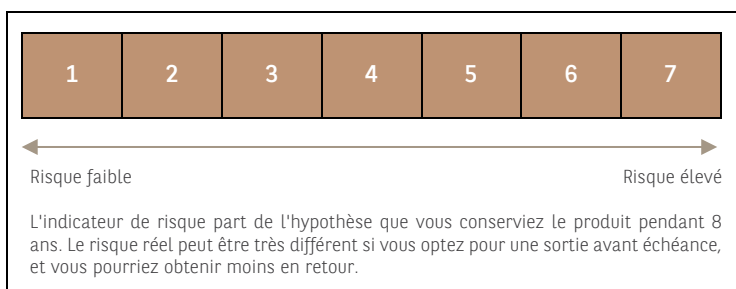 1 2 3 4 5 6 7
Risque faible Risque élevé
L'indicateur de risque part de l'hypothèse que vous conserviez le produit pendant 8
ans. Le risque réel peut être très différent si vous optez pour une sortie avant échéance,
et vous pourriez obtenir moins en retour.